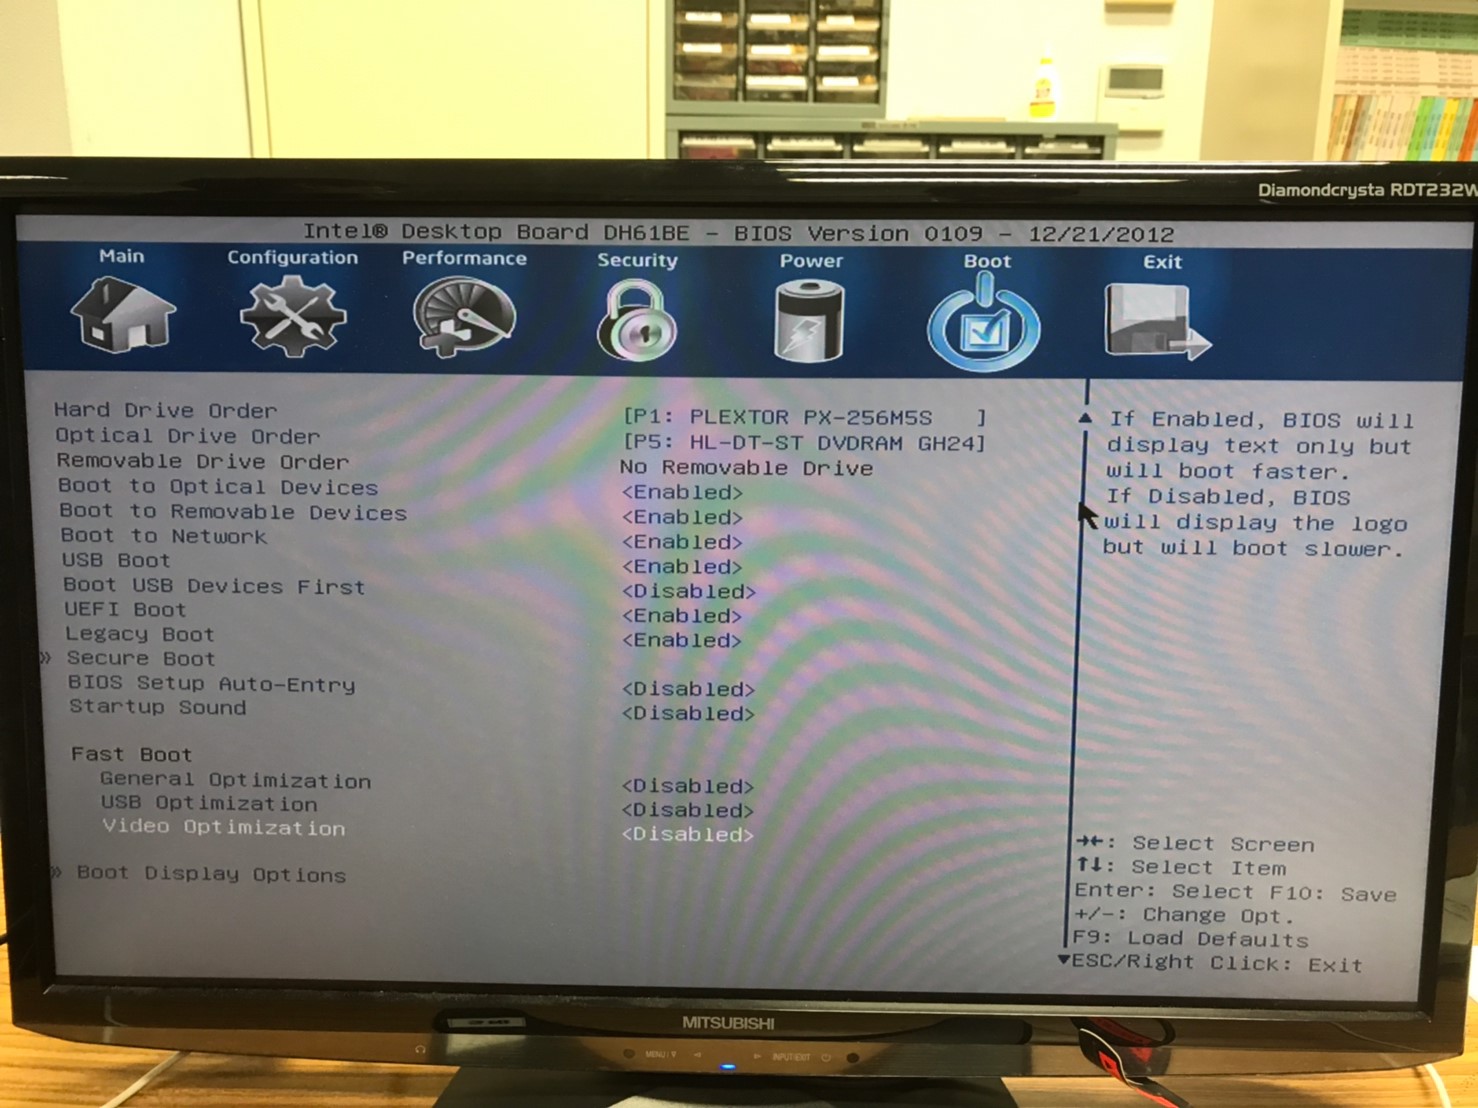 Diamondcrysta RDT232W
Intel® Desktop Board DH61BE - BIOS Version 0109 - 12/21/2012
Main Configuration Performance Security Power Boot Exit
Hard Drive Order [P1: PLEXTOR PX-256M5S ]
Optical Drive Order [P5: HL-DT-ST DVDRAM GH24]
Removable Drive Order No Removable Drive
Boot to Optical Devices <Enabled>
Boot to Removable Devices <Enabled>
Boot to Network <Enabled>
USB Boot <Enabled>
Boot USB Devices First <Disabled>
UEFI Boot <Enabled>
Legacy Boot <Enabled>
» Secure Boot
BIOS Setup Auto-Entry <Disabled>
Startup Sound <Disabled>
Fast Boot
General Optimization <Disabled>
USB Optimization <Disabled>
Video Optimization <Disabled>
» Boot Display Options
If Enabled, BIOS will
display text only but
will boot faster.
If Disabled, BIOS
will display the logo
but will boot slower.
→←: Select Screen
↑↓: Select Item
Enter: Select F10: Save
+/-: Change Opt.
F9: Load Defaults
ESC/Right Click: Exit
MITSUBISHI
MENU/∀ INPUT/EXIT